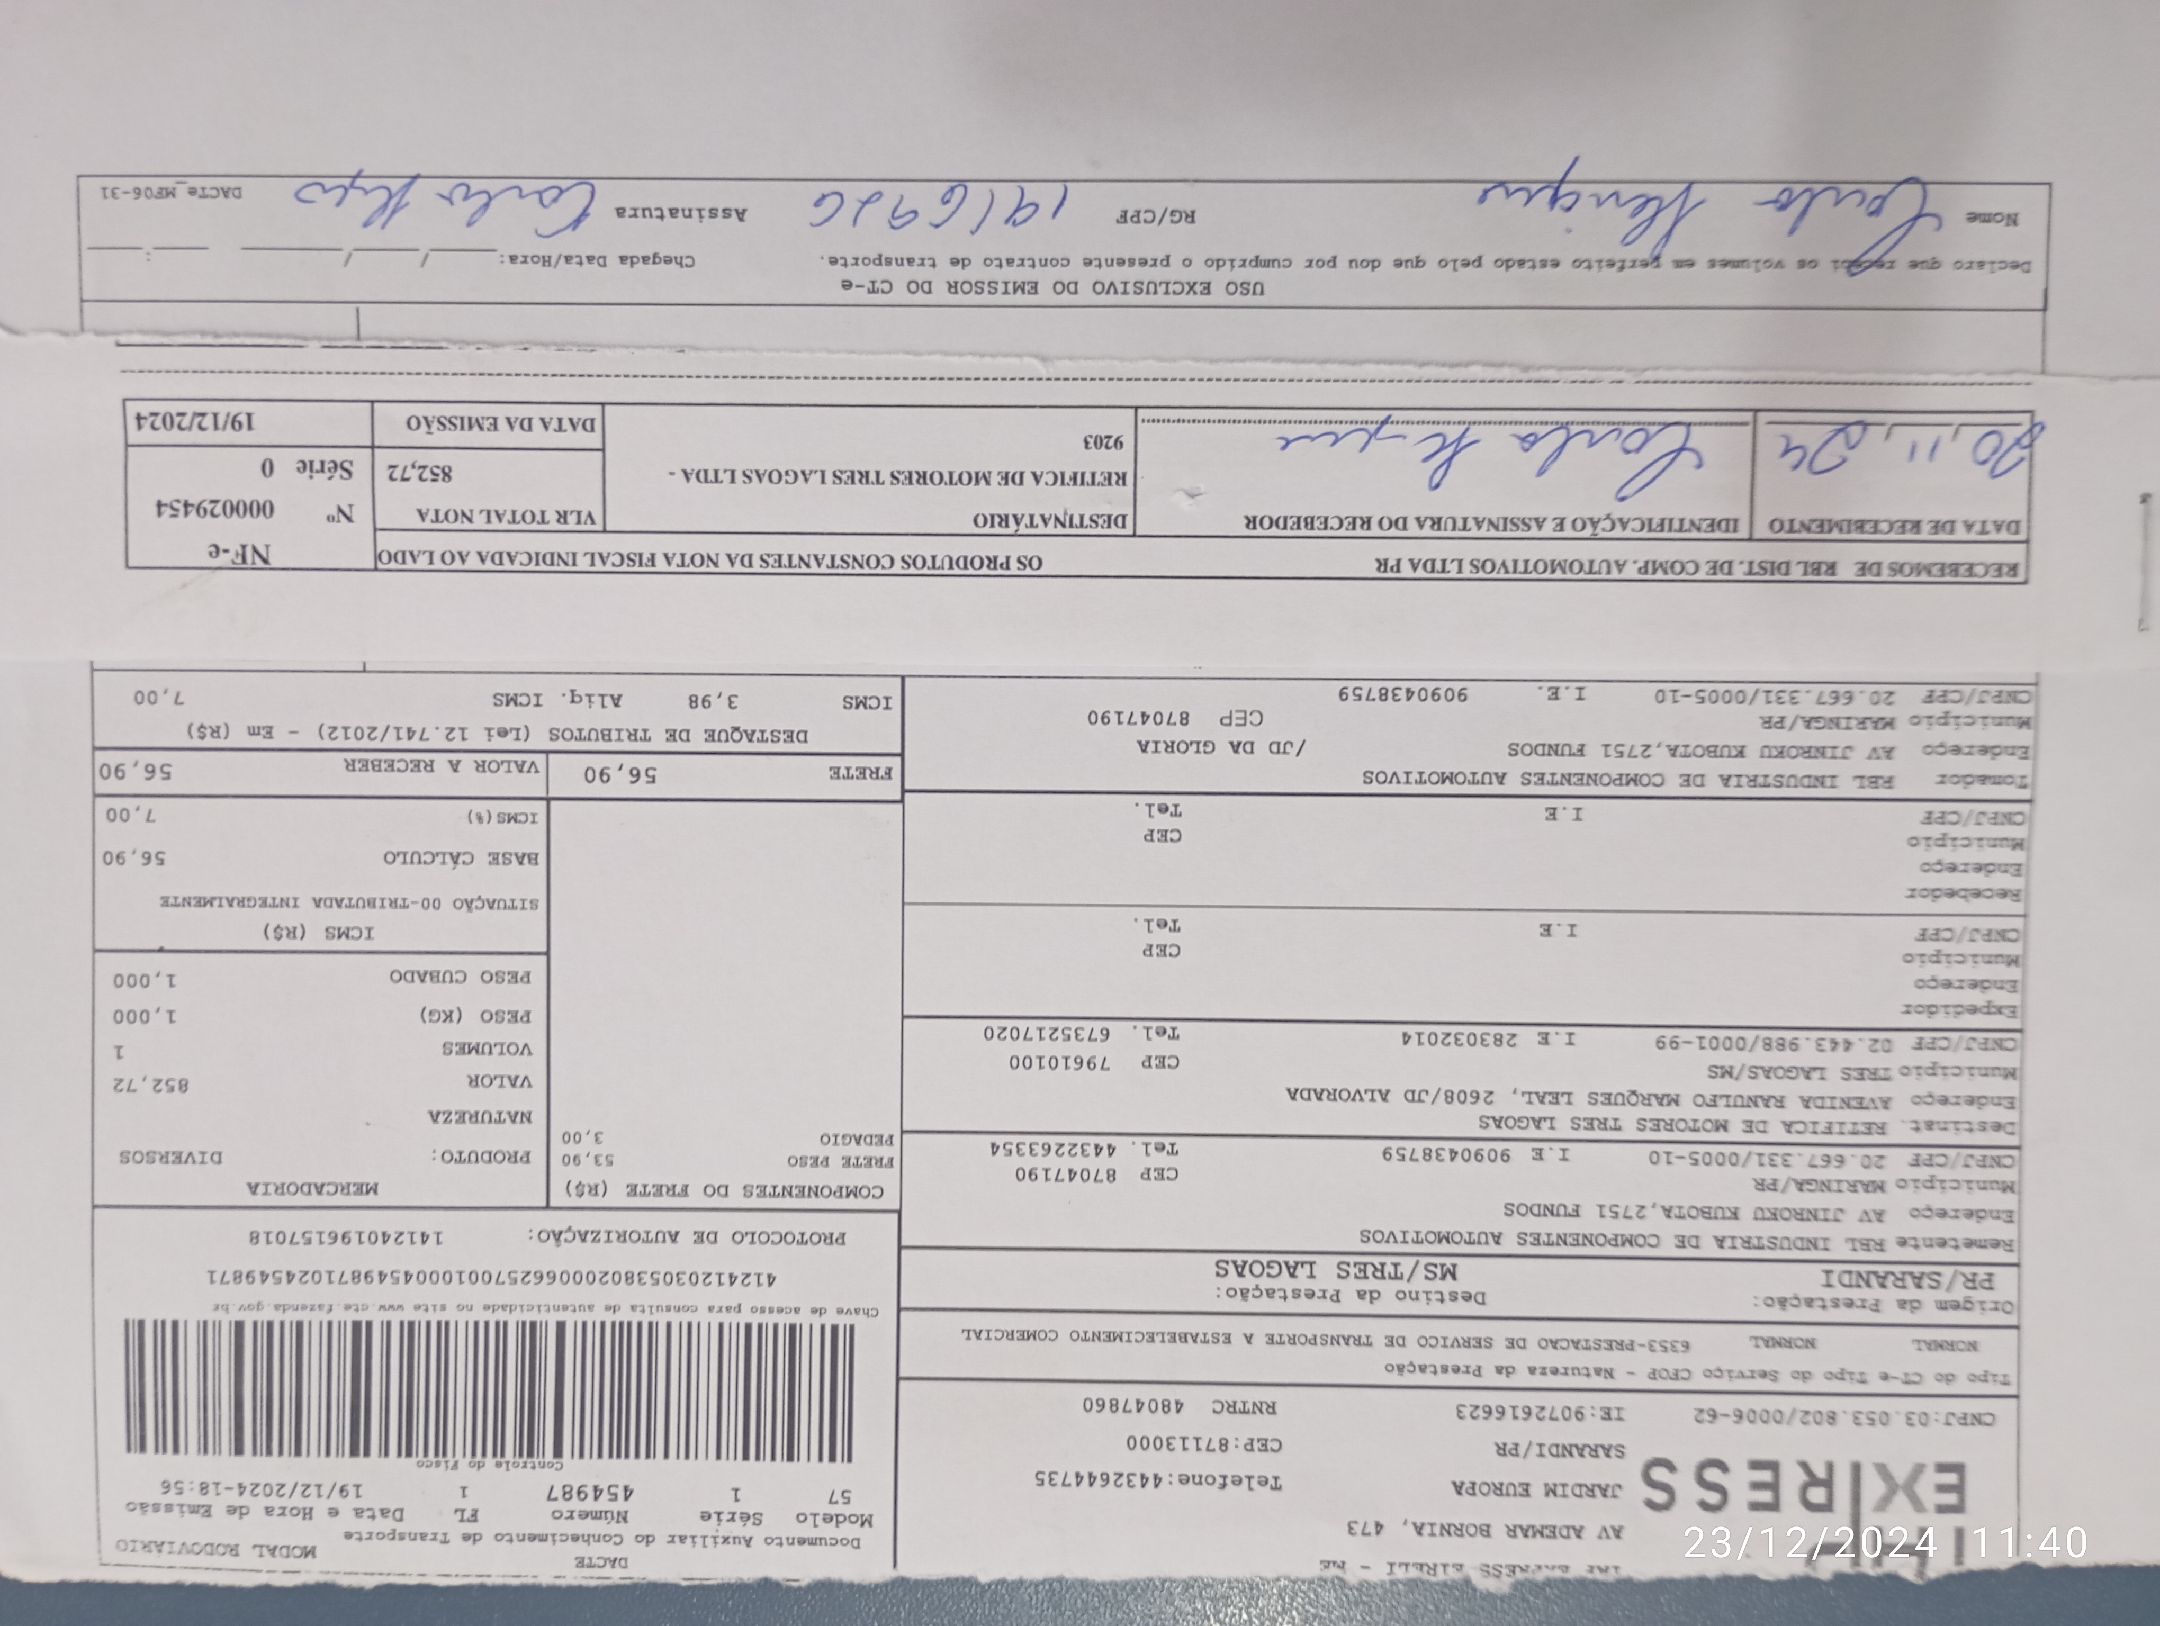 EIRELI - ME
AV ADEMAR BORNIA, 473
EXPRESS
JARDIM EUROPA
Telefone:4432644735
SARANDI/PR
CEP:87113000
CNPJ:03.053.802/0006-62 IE:9072616623 RNTRC 48047860
Tipo do CT-e Tipo do Serviço CFOP - Natureza da Prestação
NORMAL NORMAL 6353-PRESTACAO DE SERVICO DE TRANSPORTE A ESTABELECIMENTO COMERCIAL
Origem da Prestação: Destino da Prestação:
PR/SARANDI MS/TRES LAGOAS
DACTE
Documento Auxiliar do Conhecimento de Transporte
MODAL RODOVIÁRIO
Modelo Série Número FL Data e Hora de Emissão
57 1 454987 1 19/12/2024-18:56
Controle do Fisco
Chave de acesso para consulta de autenticidade no site www.cte.fazenda.gov.br
41241203053802000662570010004549871024549871
PROTOCOLO DE AUTORIZAÇÃO: 141240196157018
Remetente RBL INDUSTRIA DE COMPONENTES AUTOMOTIVOS
Endereço AV JINROKU KUBOTA,2751 FUNDOS
Municipio MARINGA/PR CEP 87047190
CNPJ/CPF 20.667.331/0005-10 I.E 9090438759 Tel. 4432263354
Destinat. RETIFICA DE MOTORES TRES LAGOAS
Endereço AVENIDA RANULFO MARQUES LEAL, 2608/JD ALVORADA
Municipio TRES LAGOAS/MS CEP 79610100
CNPJ/CPF 02.443.988/0001-99 I.E 283032014 Tel. 6735217020
Expedidor
Endereço
Municipio CEP
CNPJ/CPF I.E Tel.
Recebedor
Endereço
Municipio CEP
CNPJ/CPF I.E Tel.
Tomador RBL INDUSTRIA DE COMPONENTES AUTOMOTIVOS
Endereço AV JINROKU KUBOTA,2751 FUNDOS /JD DA GLORIA
Municipio MARINGA/PR CEP 87047190
CNPJ/CPF 20.667.331/0005-10 I.E. 9090438759
COMPONENTES DO FRETE (R$)
FRETE PESO 53,90
PEDAGIO 3,00
MERCADORIA
PRODUTO: DIVERSOS
NATUREZA
VALOR 852,72
VOLUMES 1
PESO (KG) 1,000
PESO CUBADO 1,000
ICMS (R$)
SITUAÇÃO 00-TRIBUTADA INTEGRALMENTE
BASE CÁLCULO 56,90
ICMS(%) 7,00
FRETE 56,90 VALOR A RECEBER 56,90
DESTAQUE DE TRIBUTOS (Lei 12.741/2012) - Em (R$)
ICMS 3,98 Aliq. ICMS 7,00
RECEBEMOS DE RBL DIST. DE COMP. AUTOMOTIVOS LTDA PR OS PRODUTOS CONSTANTES DA NOTA FISCAL INDICADA AO LADO
NF-e
Nº 000029454
Série 0
DATA DE RECEBIMENTO
20,11,24
IDENTIFICAÇÃO E ASSINATURA DO RECEBEDOR
DESTINATÁRIO
RETIFICA DE MOTORES TRES LAGOAS LTDA -
9203
VLR TOTAL NOTA
852,72
DATA DA EMISSÃO
19/12/2024
USO EXCLUSIVO DO EMISSOR DO CT-e
Declaro que recebi os volumes em perfeito estado pelo que dou por cumprido o presente contrato de transporte. Chegada Data/Hora: / / :
Nome Henrique RG/CPF Assinatura
DACTe_MF06-31
23/12/2024 11:40